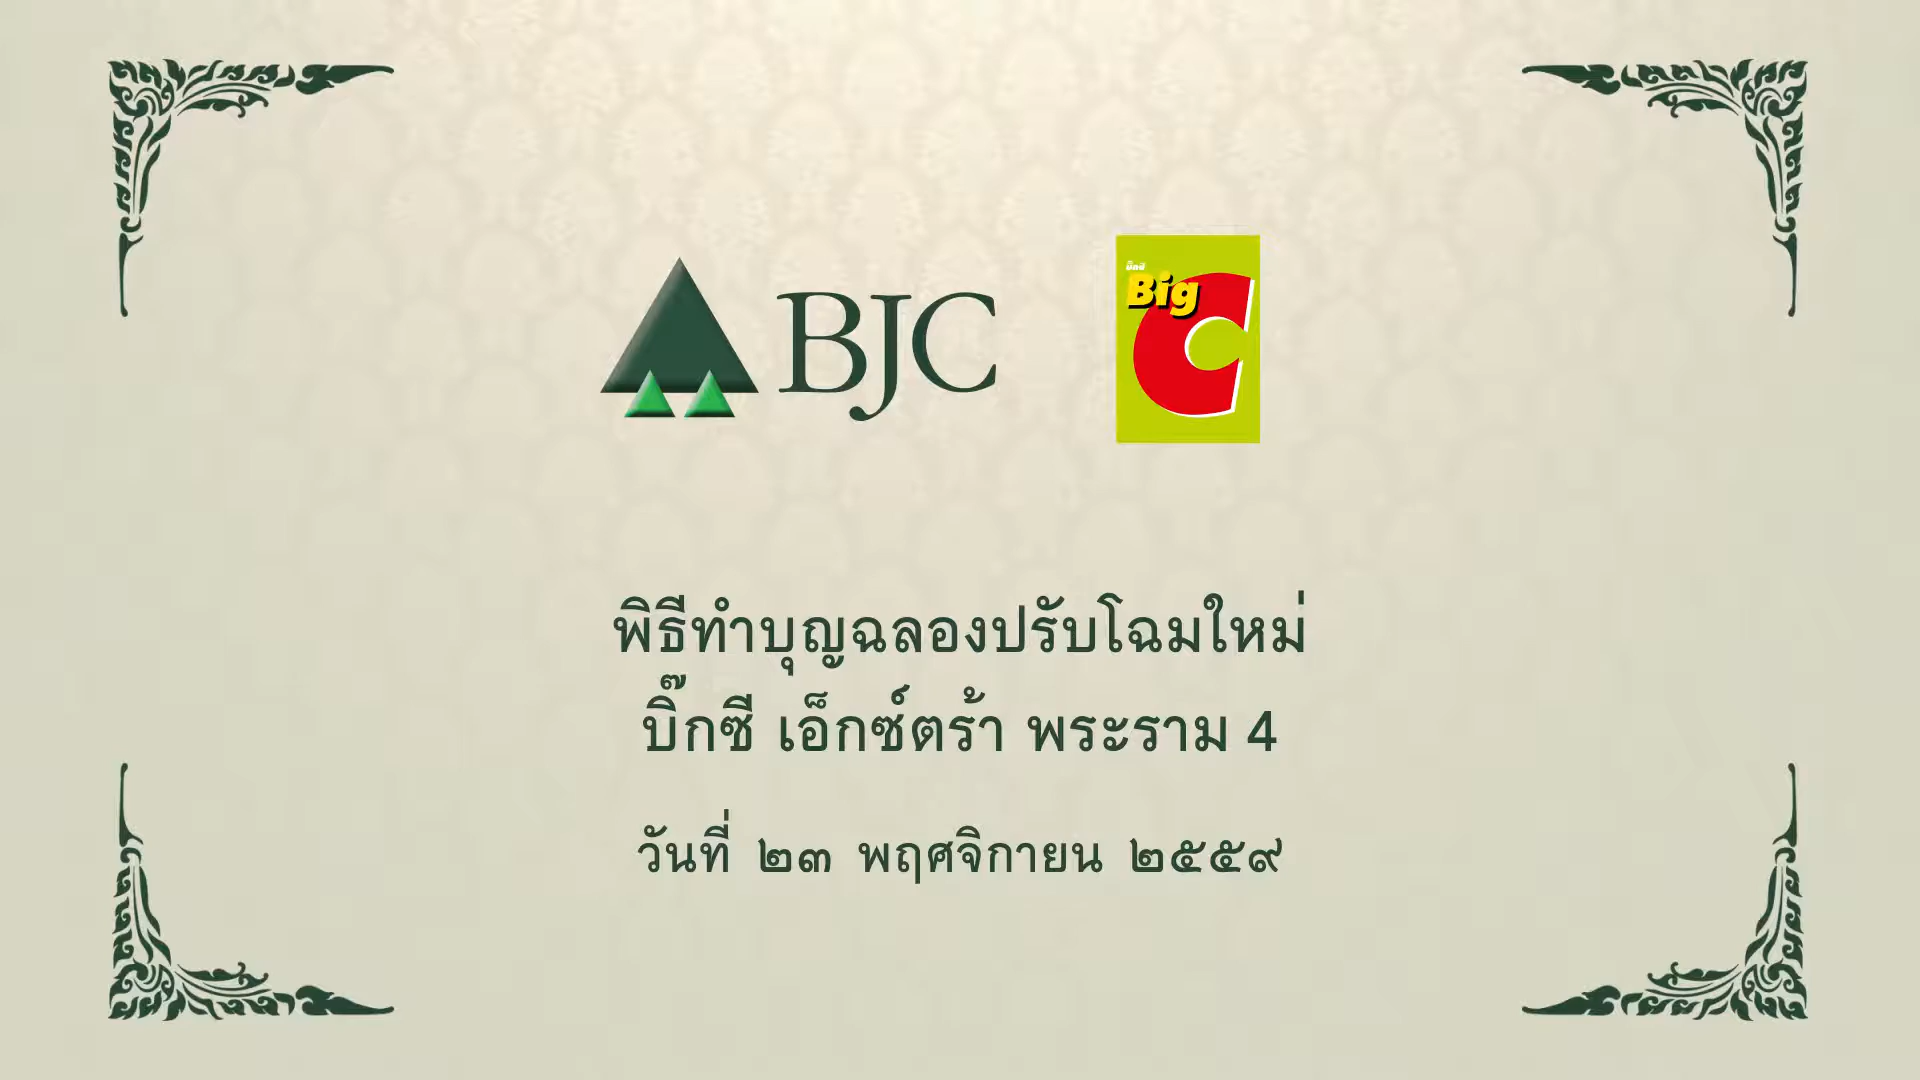 BJC
บิ๊กซี
Big C
พิธีทำบุญฉลองปรับโฉมใหม่
บิ๊กซี เอ็กซ์ตร้า พระราม 4
วันที่ ๒๓ พฤศจิกายน ๒๕๕๙